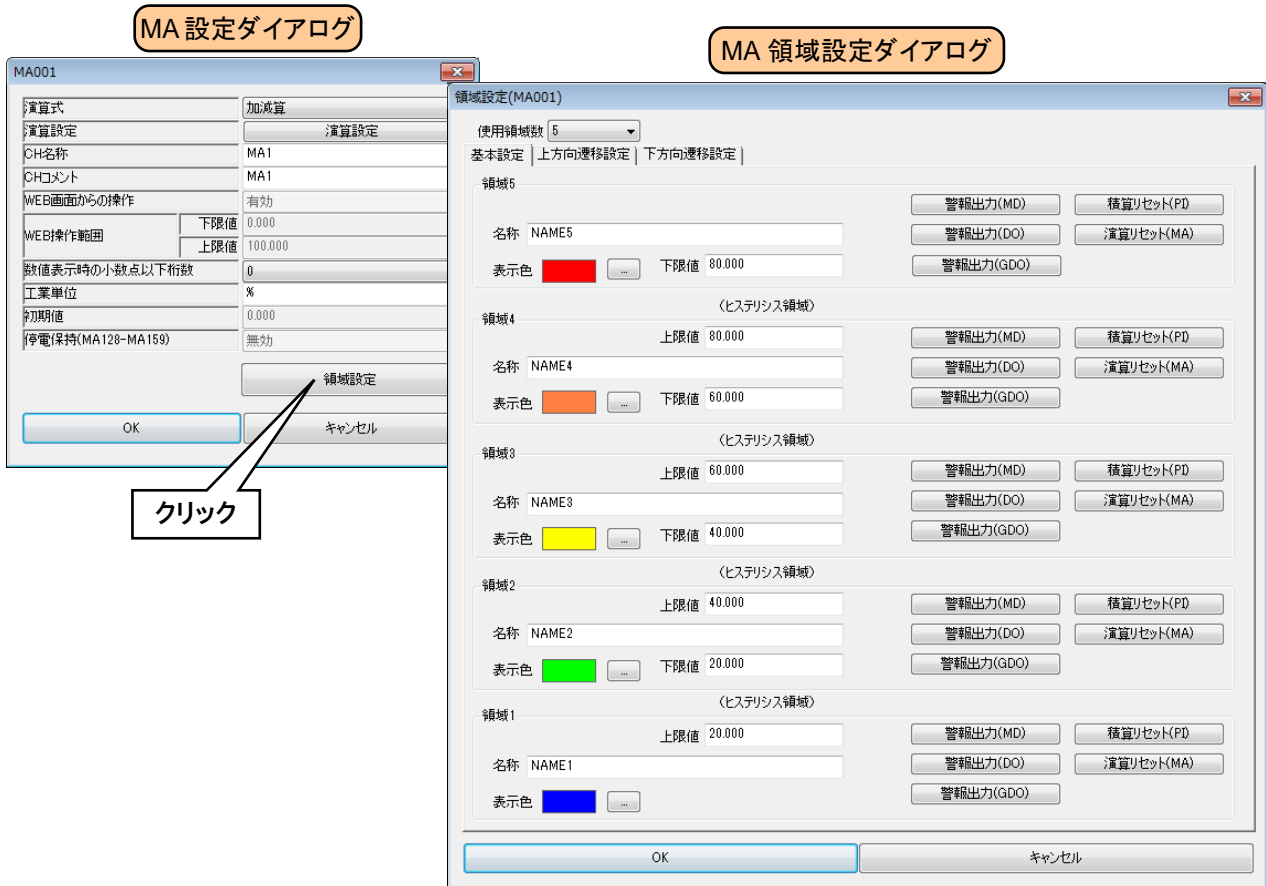 MA 設定ダイアログ
MA001
演算式 加減算
演算設定 演算設定
CH名称 MA1
CHコメント MA1
WEB画面からの操作 有効
WEB操作範囲 下限値 0.000
上限値 100.000
数値表示時の小数点以下桁数 0
工業単位 %
初期値 0.000
停電保持(MA128-MA159) 無効
領域設定
OK キャンセル
クリック
MA 領域設定ダイアログ
領域設定(MA001)
使用領域数 5
基本設定 上方向遷移設定 下方向遷移設定
領域5
警報出力(MD) 積算リセット(PI)
名称 NAME5 警報出力(DO) 演算リセット(MA)
表示色 ... 下限値 80.000 警報出力(GDO)
(ヒステリシス領域)
領域4
上限値 80.000 警報出力(MD) 積算リセット(PI)
名称 NAME4 警報出力(DO) 演算リセット(MA)
表示色 ... 下限値 60.000 警報出力(GDO)
(ヒステリシス領域)
領域3
上限値 60.000 警報出力(MD) 積算リセット(PI)
名称 NAME3 警報出力(DO) 演算リセット(MA)
表示色 ... 下限値 40.000 警報出力(GDO)
(ヒステリシス領域)
領域2
上限値 40.000 警報出力(MD) 積算リセット(PI)
名称 NAME2 警報出力(DO) 演算リセット(MA)
表示色 ... 下限値 20.000 警報出力(GDO)
(ヒステリシス領域)
領域1
上限値 20.000 警報出力(MD) 積算リセット(PI)
名称 NAME1 警報出力(DO) 演算リセット(MA)
表示色 ... 警報出力(GDO)
OK キャンセル